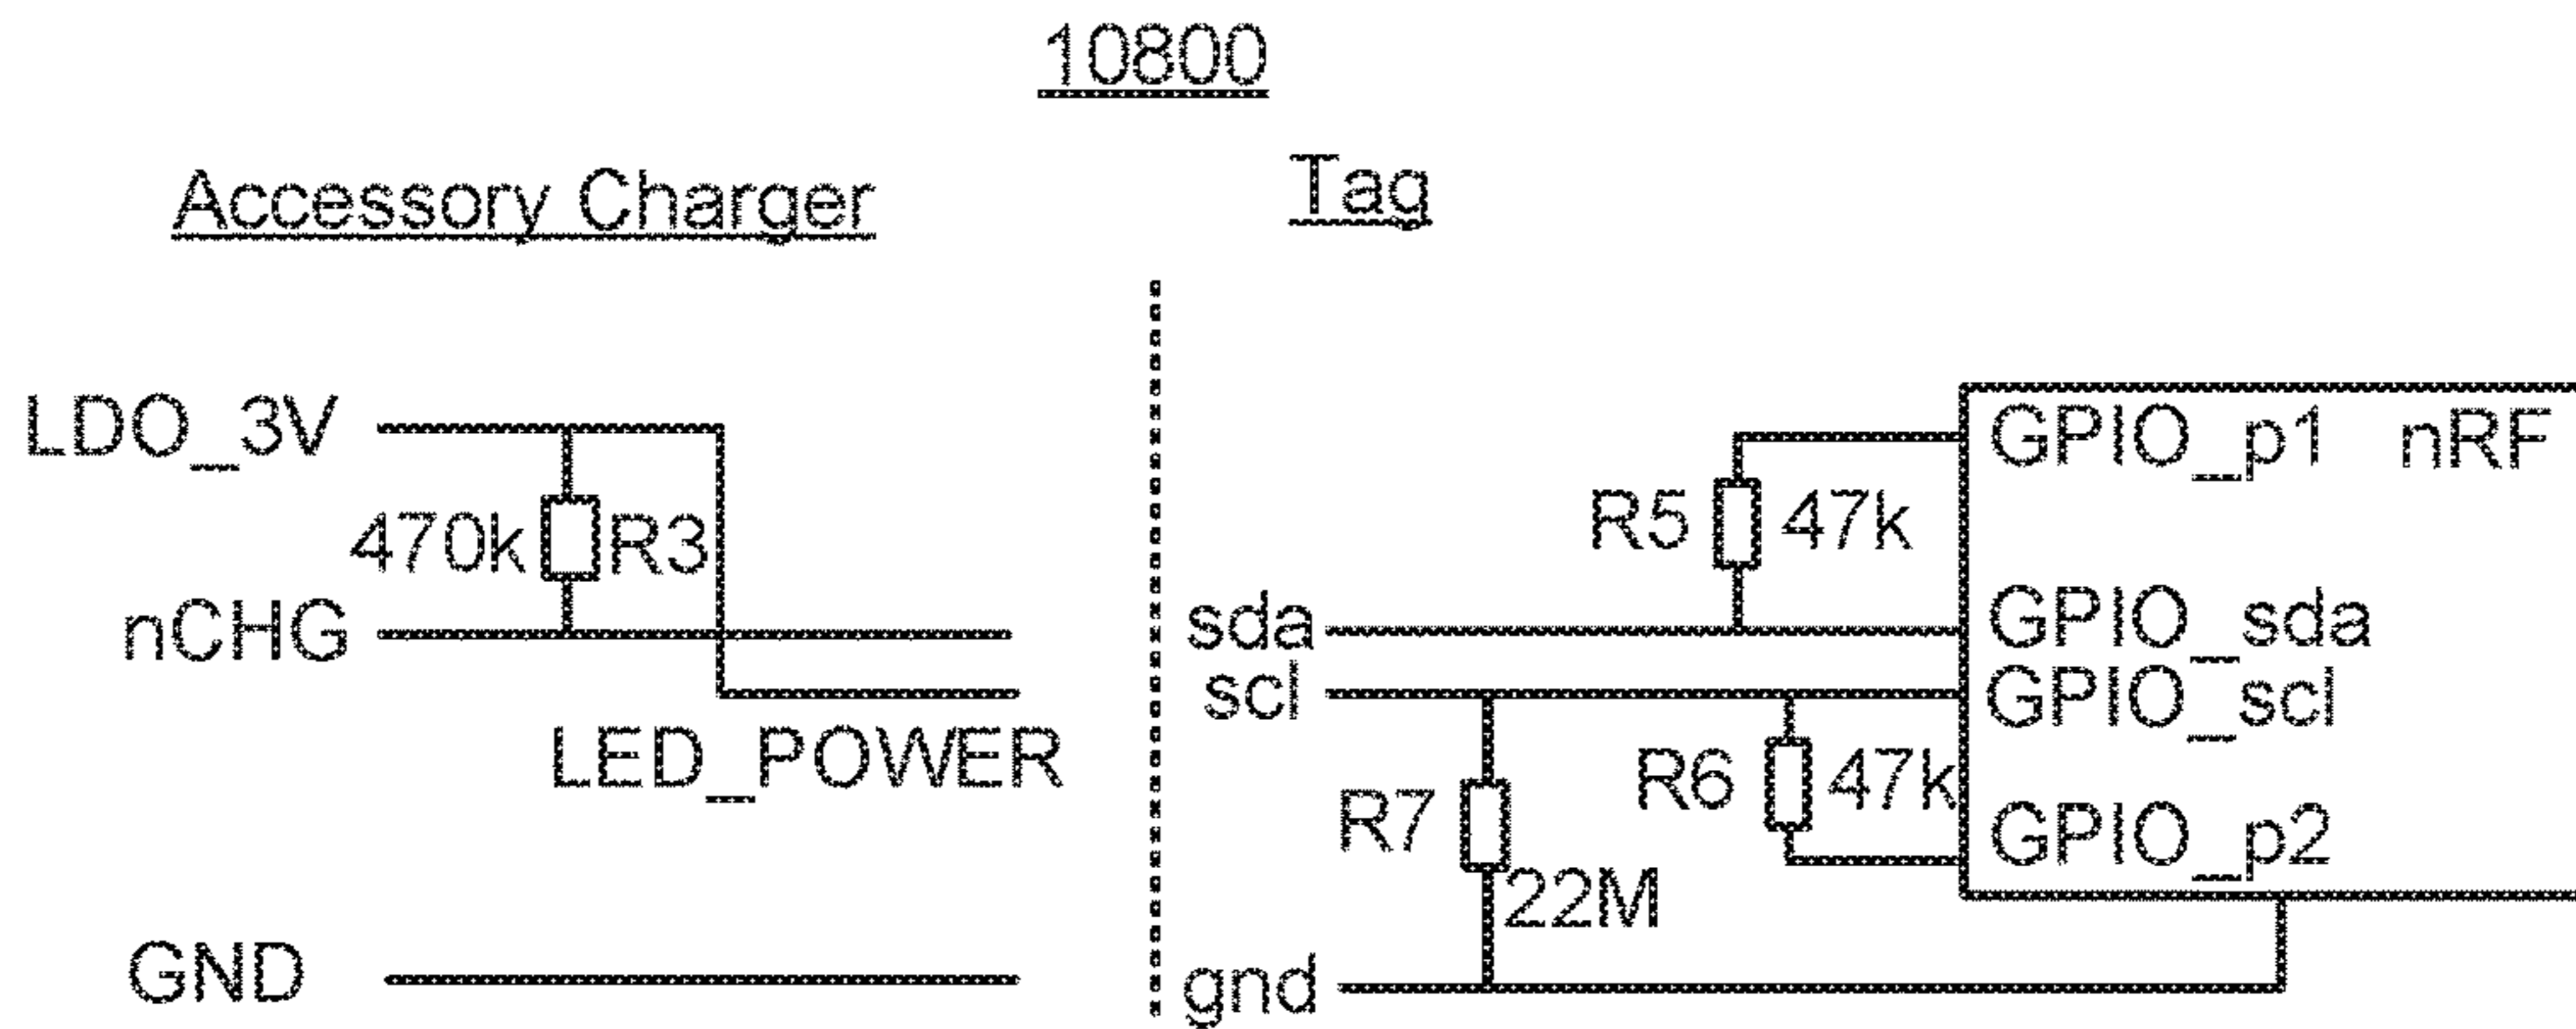 10800
Accessory Charger
Tag
LDO_3V
470k R3
nCHG
LED_POWER
GND
R5 47k
sda
scl
R7 22M
R6 47k
gnd
GPIO_p1 nRF
GPIO_sda
GPIO_scl
GPIO_p2